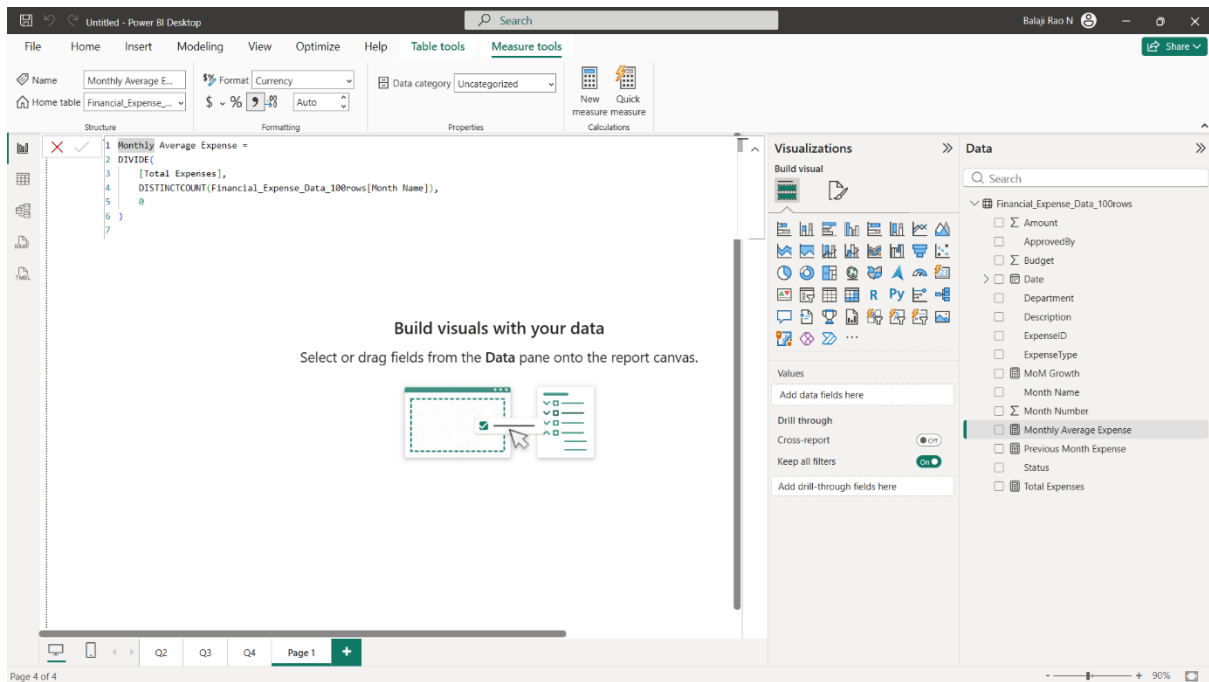 Untitled - Power BI Desktop
Search
Balaji Rao N
File Home Insert Modeling View Optimize Help Table tools Measure tools
Share
Name Monthly Average E...
Home table Financial_Expense_...
Structure
$% Format Currency
$ % 9 .00 Auto
Formatting
Data category Uncategorized
Properties
New measure
Quick measure
Calculations
1 Monthly Average Expense =
2 DIVIDE(
3 [Total Expenses],
4 DISTINCTCOUNT(Financial_Expense_Data_100rows[Month Name]),
5 0
6 )
7
Build visuals with your data
Select or drag fields from the Data pane onto the report canvas.
Visualizations
Build visual
R Py
Values
Add data fields here
Drill through
Cross-report Off
Keep all filters On
Add drill-through fields here
Data
Search
Financial_Expense_Data_100rows
Amount
ApprovedBy
Budget
Date
Department
Description
ExpenseID
ExpenseType
MoM Growth
Month Name
Month Number
Monthly Average Expense
Previous Month Expense
Status
Total Expenses
Q2 Q3 Q4 Page 1 +
Page 4 of 4
- + 90%